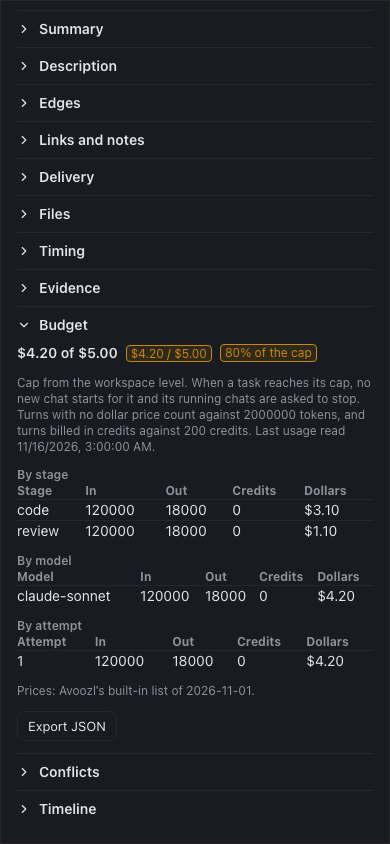 Summary
Description
Edges
Links and notes
Delivery
Files
Timing
Evidence
Budget
$4.20 of $5.00 $4.20 / $5.00 80% of the cap
Cap from the workspace level. When a task reaches its cap, no
new chat starts for it and its running chats are asked to stop.
Turns with no dollar price count against 2000000 tokens, and
turns billed in credits against 200 credits. Last usage read
11/16/2026, 3:00:00 AM.
By stage
Stage In Out Credits Dollars
code 120000 18000 0 $3.10
review 120000 18000 0 $1.10
By model
Model In Out Credits Dollars
claude-sonnet 120000 18000 0 $4.20
By attempt
Attempt In Out Credits Dollars
1 120000 18000 0 $4.20
Prices: Avoozl's built-in list of 2026-11-01.
Export JSON
Conflicts
Timeline